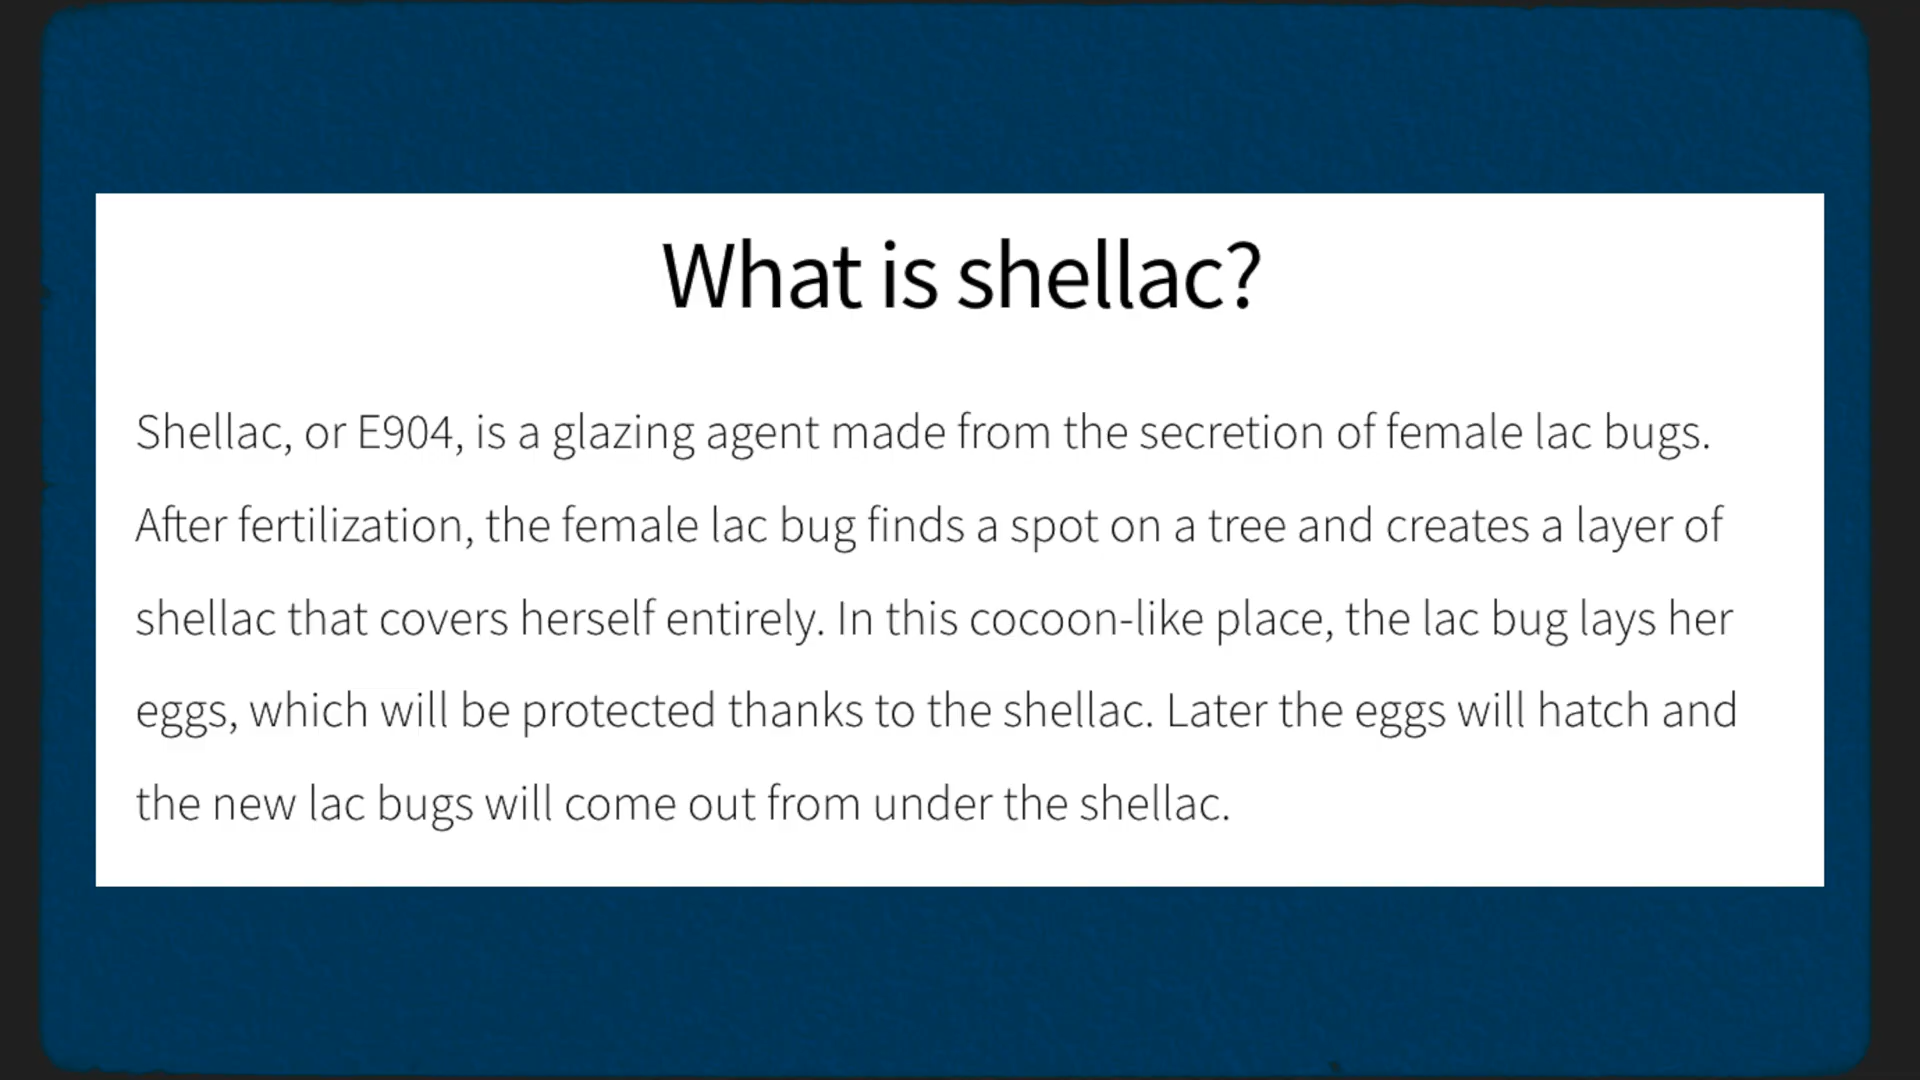 What is shellac?
Shellac, or E904, is a glazing agent made from the secretion of female lac bugs.
After fertilization, the female lac bug finds a spot on a tree and creates a layer of
shellac that covers herself entirely. In this cocoon-like place, the lac bug lays her
eggs, which will be protected thanks to the shellac. Later the eggs will hatch and
the new lac bugs will come out from under the shellac.